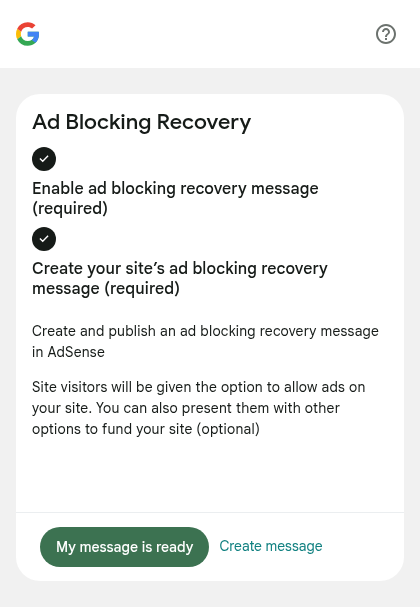 Ad Blocking Recovery
Enable ad blocking recovery message
(required)
Create your site’s ad blocking recovery
message (required)
Create and publish an ad blocking recovery message
in AdSense
Site visitors will be given the option to allow ads on
your site. You can also present them with other
options to fund your site (optional)
My message is ready
Create message